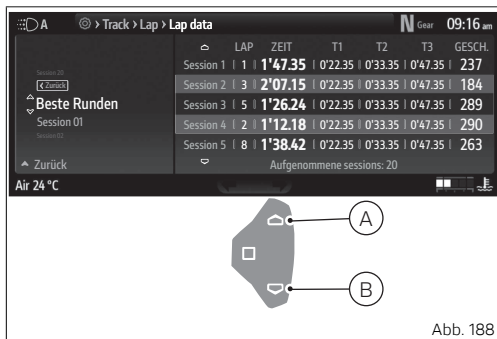 A Track › Lap › Lap data N Gear 09:16 am
LAP ZEIT T1 T2 T3 GESCH.
Session 1 1 1'47.35 0'22.35 0'33.35 0'47.35 237
Session 2 3 2'07.15 0'22.35 0'33.35 0'47.35 184
Session 3 5 1'26.24 0'22.35 0'33.35 0'47.35 289
Session 4 2 1'12.18 0'22.35 0'33.35 0'47.35 290
Session 5 8 1'38.42 0'22.35 0'33.35 0'47.35 263
Aufgenommene sessions: 20
Session 20
Zurück
Beste Runden
Session 01
Session 02
Zurück
Air 24 °C
A
B
Abb. 188